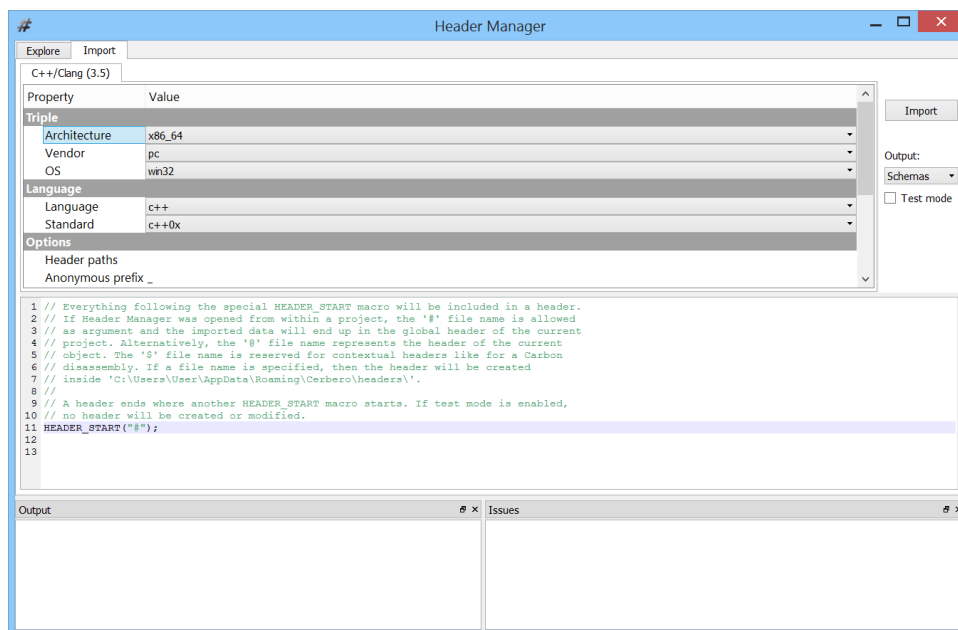 Header Manager
Explore Import
C++/Clang (3.5)
Property Value
Triple
Architecture x86_64
Vendor pc
OS win32
Language
Language c++
Standard c++0x
Options
Header paths
Anonymous prefix _
Import
Output:
Schemas
Test mode
1 // Everything following the special HEADER_START macro will be included in a header.
2 // If Header Manager was opened from within a project, the '#' file name is allowed
3 // as argument and the imported data will end up in the global header of the current
4 // project. Alternatively, the '@' file name represents the header of the current
5 // object. The '$' file name is reserved for contextual headers like for a Carbon
6 // disassembly. If a file name is specified, then the header will be created
7 // inside 'C:\Users\User\AppData\Roaming\Cerbero\headers\'.
8 //
9 // A header ends where another HEADER_START macro starts. If test mode is enabled,
10 // no header will be created or modified.
11 HEADER_START("#");
12
13
Output
Issues